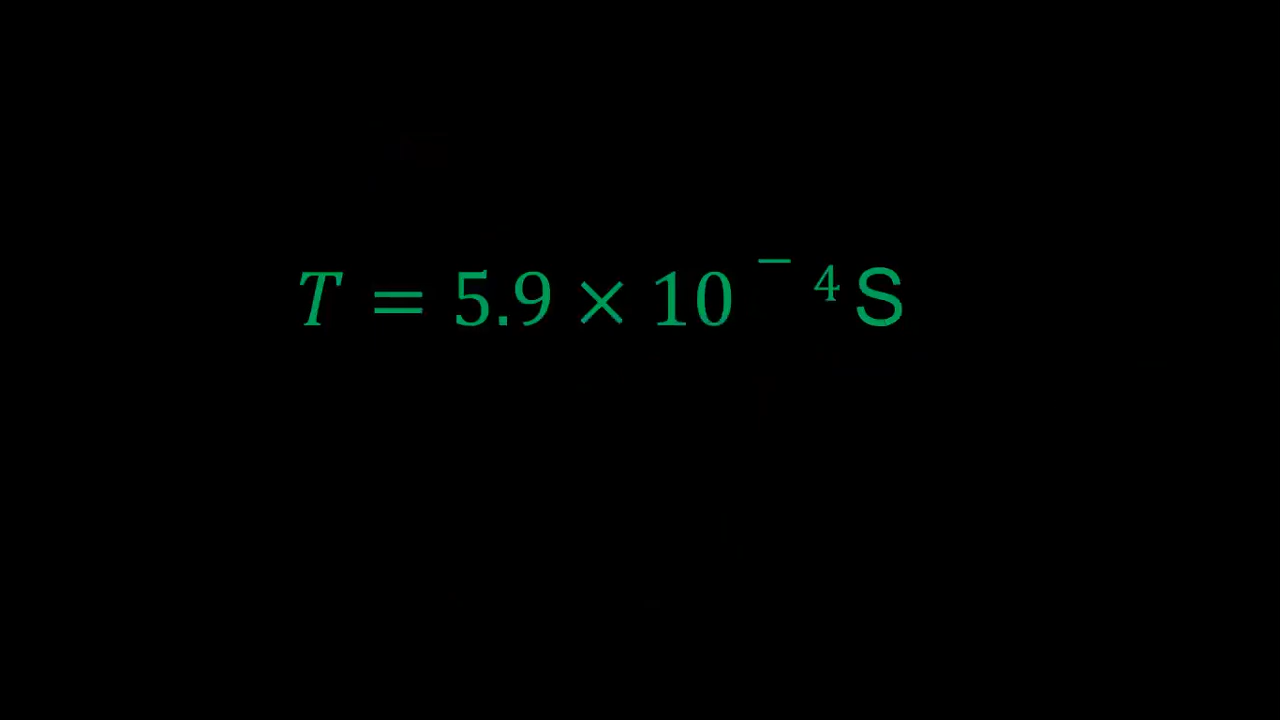 T = 5.9 × 10⁻⁴ S